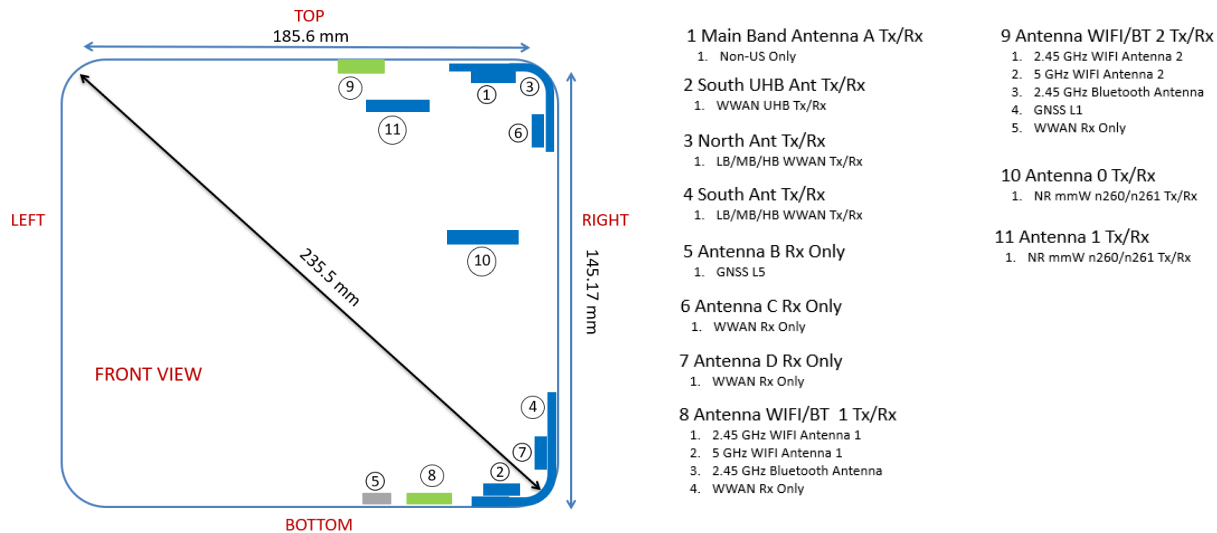 TOP
185.6 mm
9
1
3
11
6
LEFT
RIGHT
10
235.5 mm
145.17 mm
FRONT VIEW
4
7
2
5
8
BOTTOM
1 Main Band Antenna A Tx/Rx
1. Non-US Only
2 South UHB Ant Tx/Rx
1. WWAN UHB Tx/Rx
3 North Ant Tx/Rx
1. LB/MB/HB WWAN Tx/Rx
4 South Ant Tx/Rx
1. LB/MB/HB WWAN Tx/Rx
5 Antenna B Rx Only
1. GNSS L5
6 Antenna C Rx Only
1. WWAN Rx Only
7 Antenna D Rx Only
1. WWAN Rx Only
8 Antenna WIFI/BT 1 Tx/Rx
1. 2.45 GHz WIFI Antenna 1
2. 5 GHz WIFI Antenna 1
3. 2.45 GHz Bluetooth Antenna
4. WWAN Rx Only
9 Antenna WIFI/BT 2 Tx/Rx
1. 2.45 GHz WIFI Antenna 2
2. 5 GHz WIFI Antenna 2
3. 2.45 GHz Bluetooth Antenna
4. GNSS L1
5. WWAN Rx Only
10 Antenna 0 Tx/Rx
1. NR mmW n260/n261 Tx/Rx
11 Antenna 1 Tx/Rx
1. NR mmW n260/n261 Tx/Rx